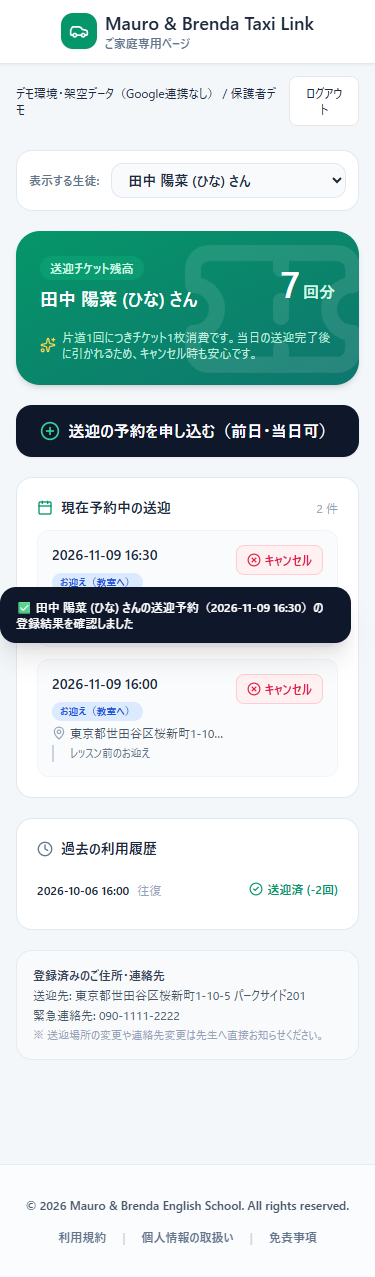 Mauro & Brenda Taxi Link
ご家庭専用ページ
デモ環境・架空データ（Google連携なし） / 保護者デ
モ
ログアウ
ト
表示する生徒:
田中 陽菜 (ひな) さん
送迎チケット残高
田中 陽菜 (ひな) さん
7 回分
片道1回につきチケット1枚消費です。当日の送迎完了後
に引かれるため、キャンセル時も安心です。
送迎の予約を申し込む（前日・当日可）
現在予約中の送迎
2 件
2026-11-09 16:30
キャンセル
お迎え（教室へ）
✅ 田中 陽菜 (ひな) さんの送迎予約（2026-11-09 16:30）の
登録結果を確認しました
2026-11-09 16:00
キャンセル
お迎え（教室へ）
東京都世田谷区桜新町1-10...
レッスン前のお迎え
過去の利用履歴
2026-10-06 16:00 往復
送迎済 (-2回)
登録済みのご住所・連絡先
送迎先: 東京都世田谷区桜新町1-10-5 パークサイド201
緊急連絡先: 090-1111-2222
※ 送迎場所の変更や連絡先変更は先生へ直接お知らせください。
© 2026 Mauro & Brenda English School. All rights reserved.
利用規約 | 個人情報の取扱い | 免責事項